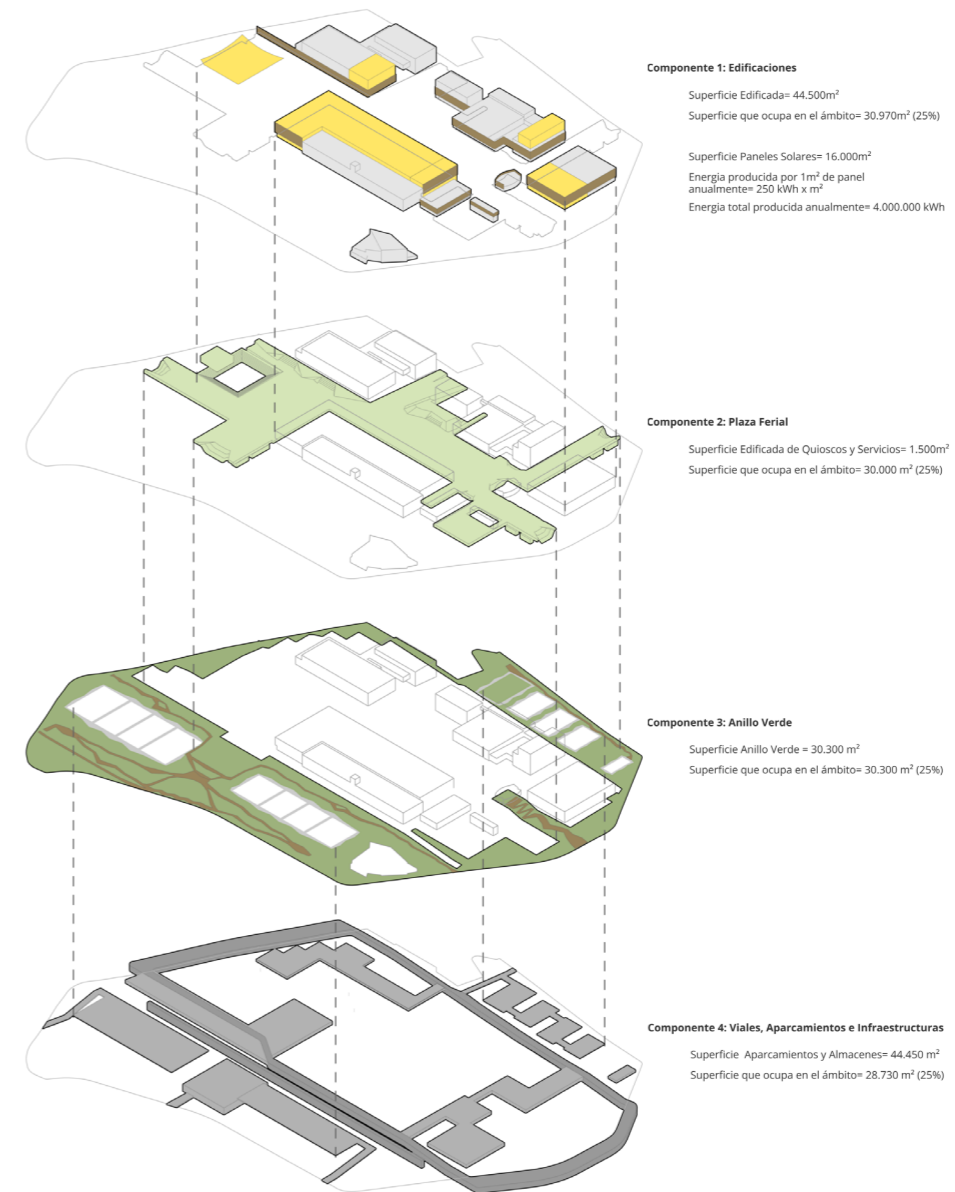 Componente 1: Edificaciones
Superficie Edificada= 44.500m²
Superficie que ocupa en el ámbito= 30.970m² (25%)
Superficie Paneles Solares= 16.000m²
Energia producida por 1m² de panel
anualmente= 250 kWh x m²
Energia total producida anualmente= 4.000.000 kWh
Componente 2: Plaza Ferial
Superficie Edificada de Quioscos y Servicios= 1.500m²
Superficie que ocupa en el ámbito= 30.000 m² (25%)
Componente 3: Anillo Verde
Superficie Anillo Verde = 30.300 m²
Superficie que ocupa en el ámbito= 30.300 m² (25%)
Componente 4: Viales, Aparcamientos e Infraestructuras
Superficie Aparcamientos y Almacenes= 44.450 m²
Superficie que ocupa en el ámbito= 28.730 m² (25%)